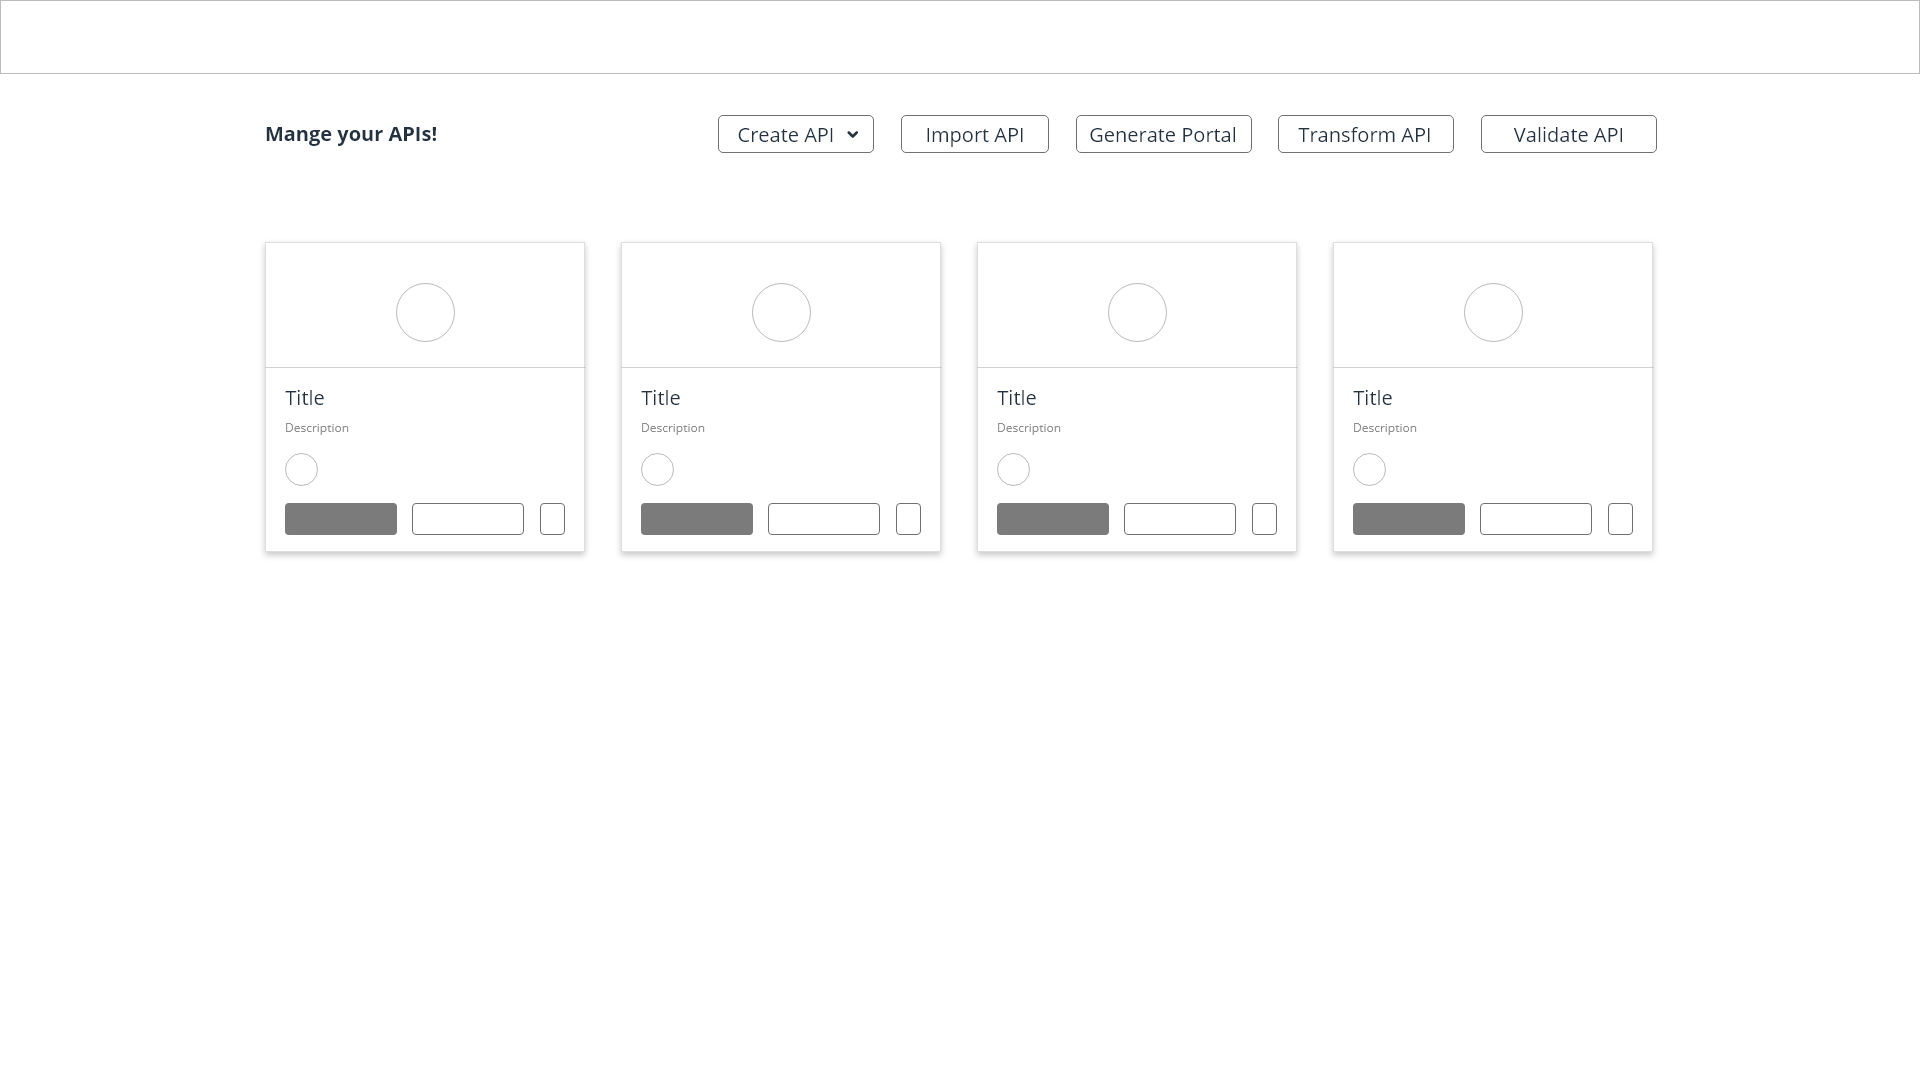 Mange your APIs!
Create API
Import API
Generate Portal
Transform API
Validate API
Title
Description
Title
Description
Title
Description
Title
Description